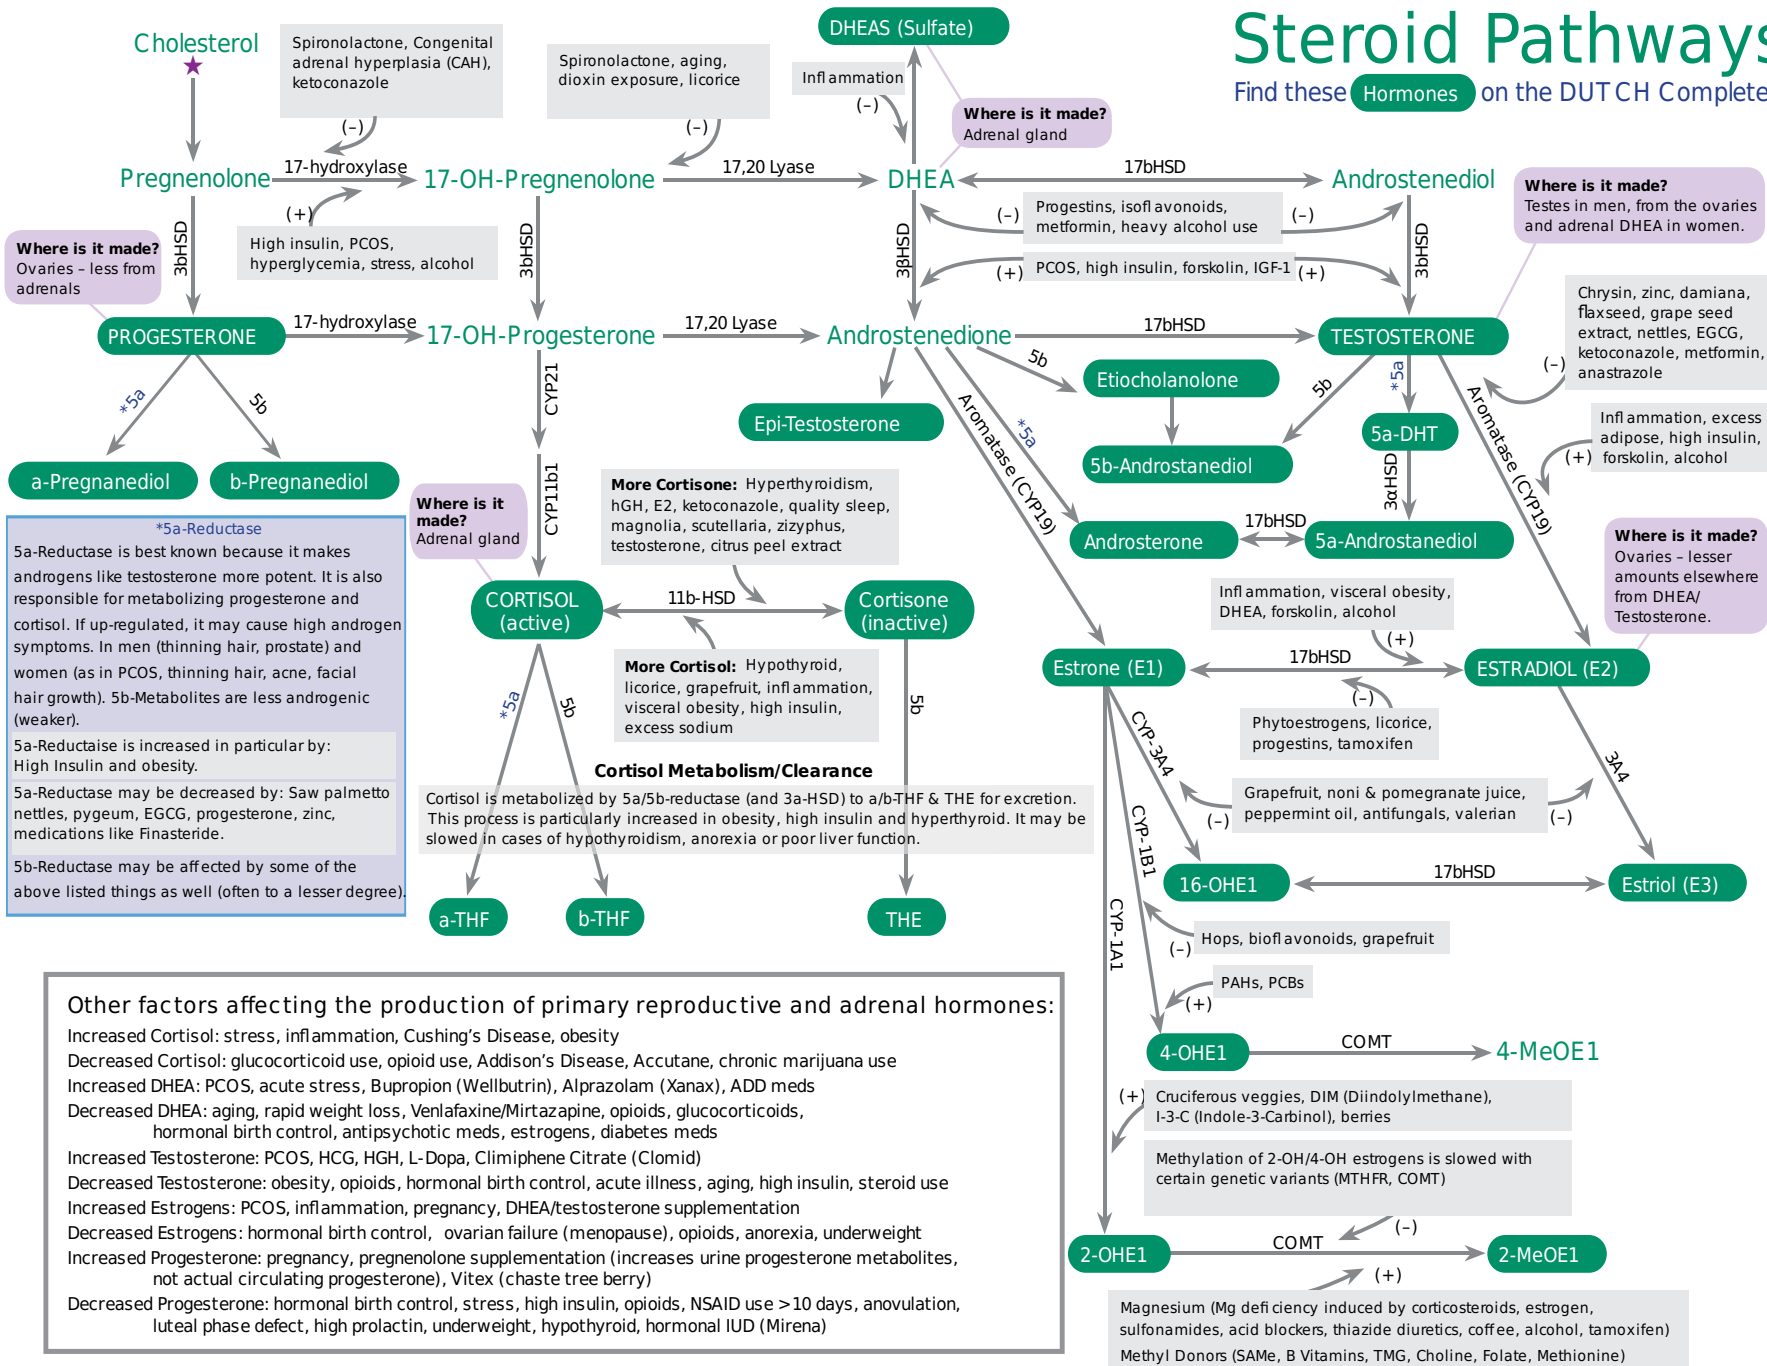 Steroid Pathways
Find these Hormones on the DUTCH Complete
Cholesterol
Spironolactone, Congenital
adrenal hyperplasia (CAH),
ketoconazole
(–)
Spironolactone, aging,
dioxin exposure, licorice
(–)
DHEAS (Sulfate)
Inflammation
(–)
Where is it made?
Adrenal gland
Pregnenolone
17-hydroxylase
17-OH-Pregnenolone
17,20 Lyase
DHEA
17bHSD
Androstenediol
Where is it made?
Testes in men, from the ovaries
and adrenal DHEA in women.
(+)
High insulin, PCOS,
hyperglycemia, stress, alcohol
Where is it made?
Ovaries – less from
adrenals
3bHSD
3bHSD
3βHSD
3bHSD
(–)
Progestins, isoflavonoids,
metformin, heavy alcohol use
(–)
(+)
PCOS, high insulin, forskolin, IGF-1
(+)
PROGESTERONE
17-hydroxylase
17-OH-Progesterone
17,20 Lyase
Androstenedione
17bHSD
TESTOSTERONE
Chrysin, zinc, damiana,
flaxseed, grape seed
extract, nettles, EGCG,
ketoconazole, metformin,
anastrazole
(–)
*5a
5b
CYP21
CYP11b1
5b
Etiocholanolone
5b
*5a
Epi-Testosterone
Aromatase (CYP19)
*5a
5b-Androstanediol
5a-DHT
3αHSD
Aromatase (CYP19)
Inflammation, excess
adipose, high insulin,
forskolin, alcohol
(+)
a-Pregnanediol
b-Pregnanediol
Androsterone
17bHSD
5a-Androstanediol
Where is it
made?
Adrenal gland
More Cortisone: Hyperthyroidism,
hGH, E2, ketoconazole, quality sleep,
magnolia, scutellaria, zizyphus,
testosterone, citrus peel extract
*5a-Reductase
5a-Reductase is best known because it makes
androgens like testosterone more potent. It is also
responsible for metabolizing progesterone and
cortisol. If up-regulated, it may cause high androgen
symptoms. In men (thinning hair, prostate) and
women (as in PCOS, thinning hair, acne, facial
hair growth). 5b-Metabolites are less androgenic
(weaker).
5a-Reductaise is increased in particular by:
High Insulin and obesity.
5a-Reductase may be decreased by: Saw palmetto
nettles, pygeum, EGCG, progesterone, zinc,
medications like Finasteride.
5b-Reductase may be affected by some of the
above listed things as well (often to a lesser degree).
CORTISOL
(active)
11b-HSD
Cortisone
(inactive)
More Cortisol: Hypothyroid,
licorice, grapefruit, inflammation,
visceral obesity, high insulin,
excess sodium
*5a
5b
5b
Cortisol Metabolism/Clearance
Cortisol is metabolized by 5a/5b-reductase (and 3a-HSD) to a/b-THF & THE for excretion.
This process is particularly increased in obesity, high insulin and hyperthyroid. It may be
slowed in cases of hypothyroidism, anorexia or poor liver function.
a-THF
b-THF
THE
Where is it made?
Ovaries – lesser
amounts elsewhere
from DHEA/
Testosterone.
Inflammation, visceral obesity,
DHEA, forskolin, alcohol
(+)
Estrone (E1)
17bHSD
ESTRADIOL (E2)
(–)
Phytoestrogens, licorice,
progestins, tamoxifen
CYP-3A4
3A4
Grapefruit, noni & pomegranate juice,
peppermint oil, antifungals, valerian
(–)
(–)
CYP-1B1
16-OHE1
17bHSD
Estriol (E3)
CYP-1A1
Hops, bioflavonoids, grapefruit
(–)
PAHs, PCBs
(+)
4-OHE1
COMT
4-MeOE1
(+)
Cruciferous veggies, DIM (Diindolylmethane),
I-3-C (Indole-3-Carbinol), berries
Methylation of 2-OH/4-OH estrogens is slowed with
certain genetic variants (MTHFR, COMT)
(–)
2-OHE1
COMT
2-MeOE1
(+)
Magnesium (Mg deficiency induced by corticosteroids, estrogen,
sulfonamides, acid blockers, thiazide diuretics, coffee, alcohol, tamoxifen)
Methyl Donors (SAMe, B Vitamins, TMG, Choline, Folate, Methionine)
Other factors affecting the production of primary reproductive and adrenal hormones:
Increased Cortisol: stress, inflammation, Cushing's Disease, obesity
Decreased Cortisol: glucocorticoid use, opioid use, Addison's Disease, Accutane, chronic marijuana use
Increased DHEA: PCOS, acute stress, Bupropion (Wellbutrin), Alprazolam (Xanax), ADD meds
Decreased DHEA: aging, rapid weight loss, Venlafaxine/Mirtazapine, opioids, glucocorticoids,
hormonal birth control, antipsychotic meds, estrogens, diabetes meds
Increased Testosterone: PCOS, HCG, HGH, L-Dopa, Climiphene Citrate (Clomid)
Decreased Testosterone: obesity, opioids, hormonal birth control, acute illness, aging, high insulin, steroid use
Increased Estrogens: PCOS, inflammation, pregnancy, DHEA/testosterone supplementation
Decreased Estrogens: hormonal birth control, ovarian failure (menopause), opioids, anorexia, underweight
Increased Progesterone: pregnancy, pregnenolone supplementation (increases urine progesterone metabolites,
not actual circulating progesterone), Vitex (chaste tree berry)
Decreased Progesterone: hormonal birth control, stress, high insulin, opioids, NSAID use >10 days, anovulation,
luteal phase defect, high prolactin, underweight, hypothyroid, hormonal IUD (Mirena)